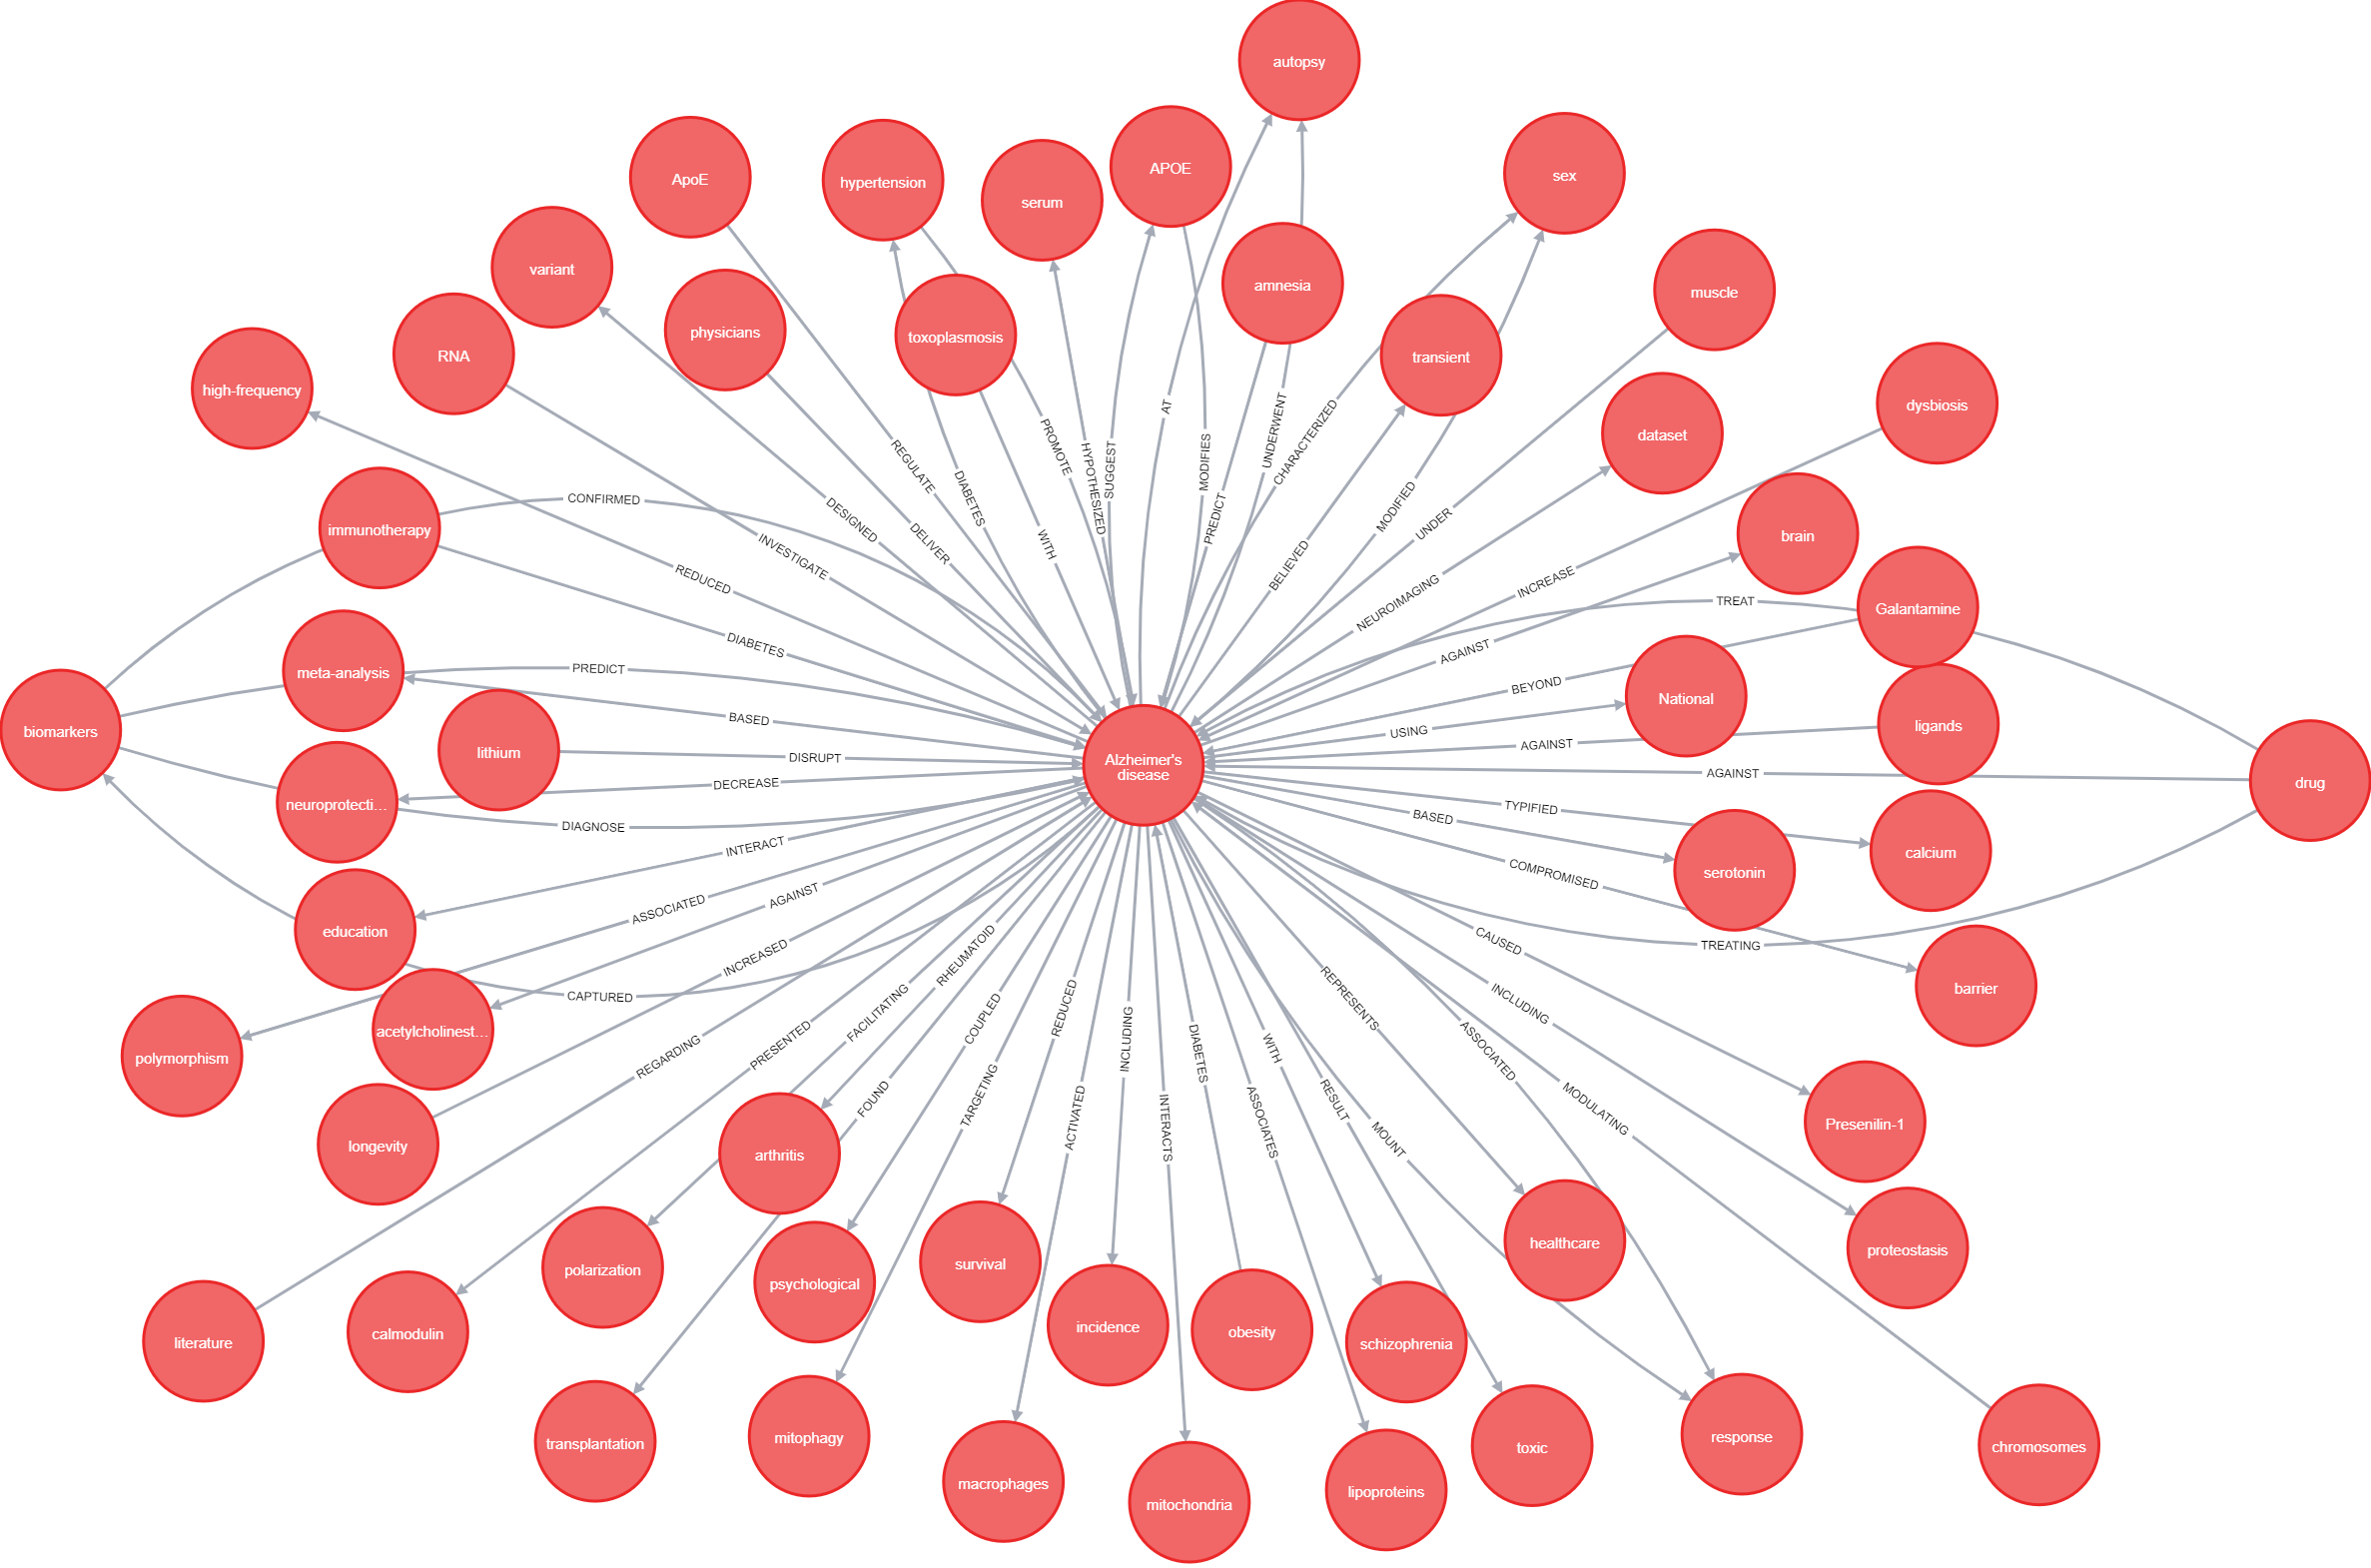 autopsy
APOE
sex
ApoE
hypertension
serum
variant
amnesia
muscle
physicians
toxoplasmosis
RNA
transient
high-frequency
dysbiosis
AT
dataset
UNDERWENT
CHARACTERIZED
PROMOTE
REGULATE
SUGGEST
MODIFIES
HYPOTHESIZED
DIABETES
CONFIRMED
MODIFIED
DESIGNED
PREDICT
UNDER
immunotherapy
brain
DELIVER
WITH
INVESTIGATE
BELIEVED
REDUCED
INCREASE
NEUROIMAGING
TREAT
Galantamine
DIABETES
AGAINST
meta-analysis
PREDICT
BEYOND
National
BASED
ligands
biomarkers
USING
AGAINST
lithium
DISRUPT
Alzheimer's
disease
AGAINST
drug
DECREASE
neuroprotecti...
TYPIFIED
BASED
DIAGNOSE
INTERACT
calcium
serotonin
COMPROMISED
AGAINST
ASSOCIATED
education
CAUSED
TREATING
INCREASED
RHEUMATOID
barrier
CAPTURED
REPRESENTS
INCLUDING
FACILITATING
REDUCED
COUPLED
acetylcholinest...
PRESENTED
INCLUDING
WITH
DIABETES
ASSOCIATED
polymorphism
REGARDING
FOUND
TARGETING
RESULT
MODULATING
ACTIVATED
INTERACTS
ASSOCIATES
MOUNT
Presenilin-1
longevity
arthritis
healthcare
proteostasis
polarization
survival
psychological
incidence
obesity
calmodulin
literature
schizophrenia
transplantation
mitophagy
response
chromosomes
toxic
macrophages
lipoproteins
mitochondria